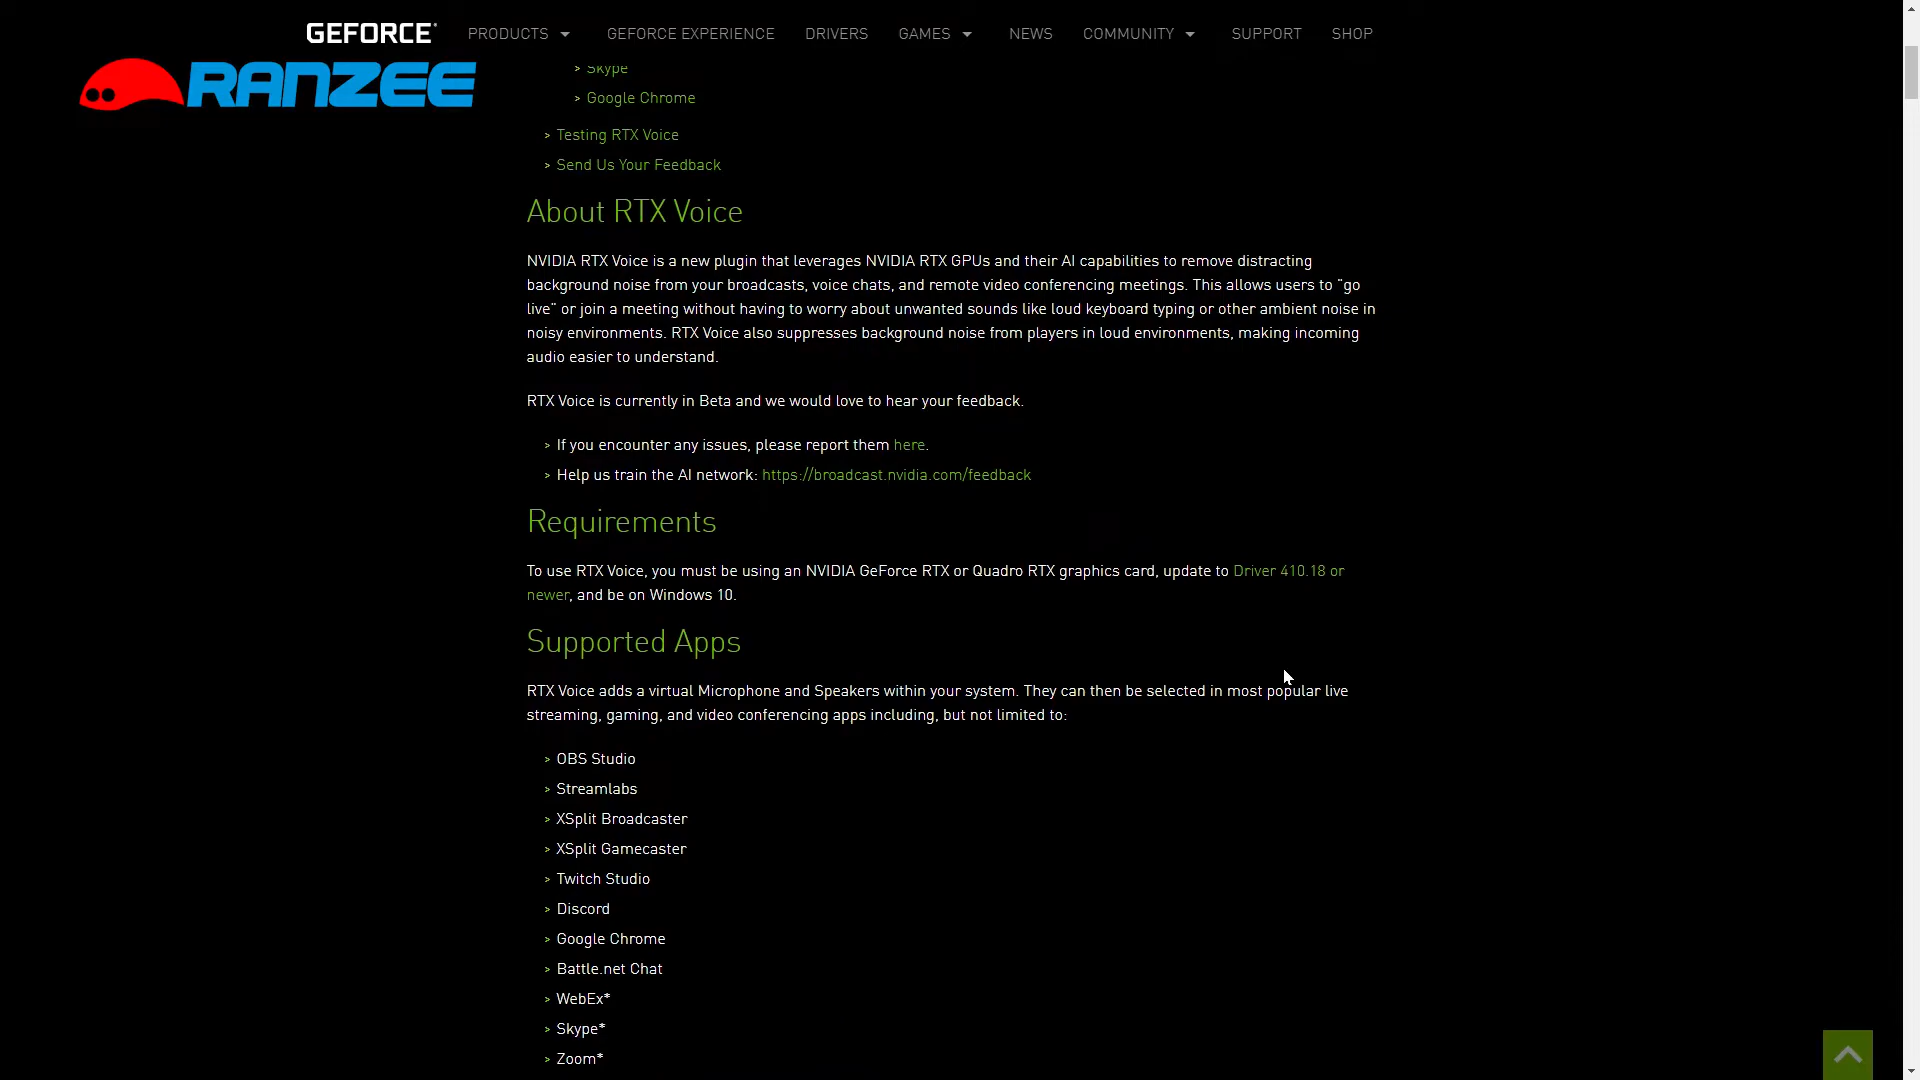 GEFORCE
PRODUCTS
GEFORCE EXPERIENCE
DRIVERS
GAMES
NEWS
COMMUNITY
SUPPORT
SHOP
RANZEE
> Skype
> Google Chrome
> Testing RTX Voice
> Send Us Your Feedback
About RTX Voice
NVIDIA RTX Voice is a new plugin that leverages NVIDIA RTX GPUs and their AI capabilities to remove distracting
background noise from your broadcasts, voice chats, and remote video conferencing meetings. This allows users to "go
live" or join a meeting without having to worry about unwanted sounds like loud keyboard typing or other ambient noise in
noisy environments. RTX Voice also suppresses background noise from players in loud environments, making incoming
audio easier to understand.
RTX Voice is currently in Beta and we would love to hear your feedback.
> If you encounter any issues, please report them here.
> Help us train the AI network: https://broadcast.nvidia.com/feedback
Requirements
To use RTX Voice, you must be using an NVIDIA GeForce RTX or Quadro RTX graphics card, update to Driver 410.18 or
newer, and be on Windows 10.
Supported Apps
RTX Voice adds a virtual Microphone and Speakers within your system. They can then be selected in most popular live
streaming, gaming, and video conferencing apps including, but not limited to:
> OBS Studio
> Streamlabs
> XSplit Broadcaster
> XSplit Gamecaster
> Twitch Studio
> Discord
> Google Chrome
> Battle.net Chat
> WebEx*
> Skype*
> Zoom*